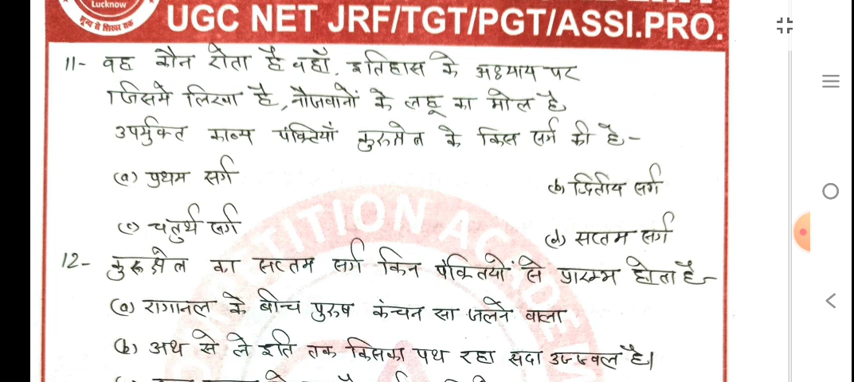 Lucknow
शून्य से शिखर तक
UGC NET JRF/TGT/PGT/ASSI.PRO.
11- वह कौन रोता है वहाँ, इतिहास के अध्याय पर
जिसमें लिखा है, नौजवानों के लहू का मोल है
उपर्युक्त काव्य पंक्तियाँ कुरुक्षेत्र के किस सर्ग की है-
(a) प्रथम सर्ग
(b) द्वितीय सर्ग
(c) चतुर्थ सर्ग
(d) सप्तम सर्ग
12- कुरुक्षेत्र का सप्तम सर्ग किन पंक्तियों से प्रारम्भ होता है-
(a) रागानल के बीच पुरुष कंचन सा जलने वाला
(b) अथ से ले इति तक किसका पथ रहा सदा उज्ज्वल है।